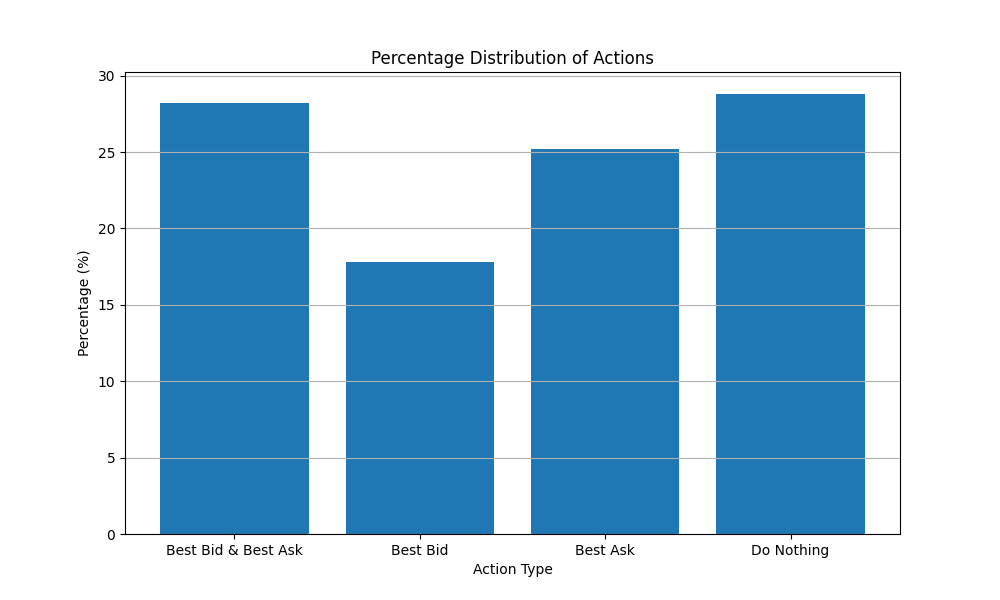 Percentage Distribution of Actions
30
25
20
15
10
5
0
Percentage (%)
Best Bid & Best Ask
Best Bid
Best Ask
Do Nothing
Action Type